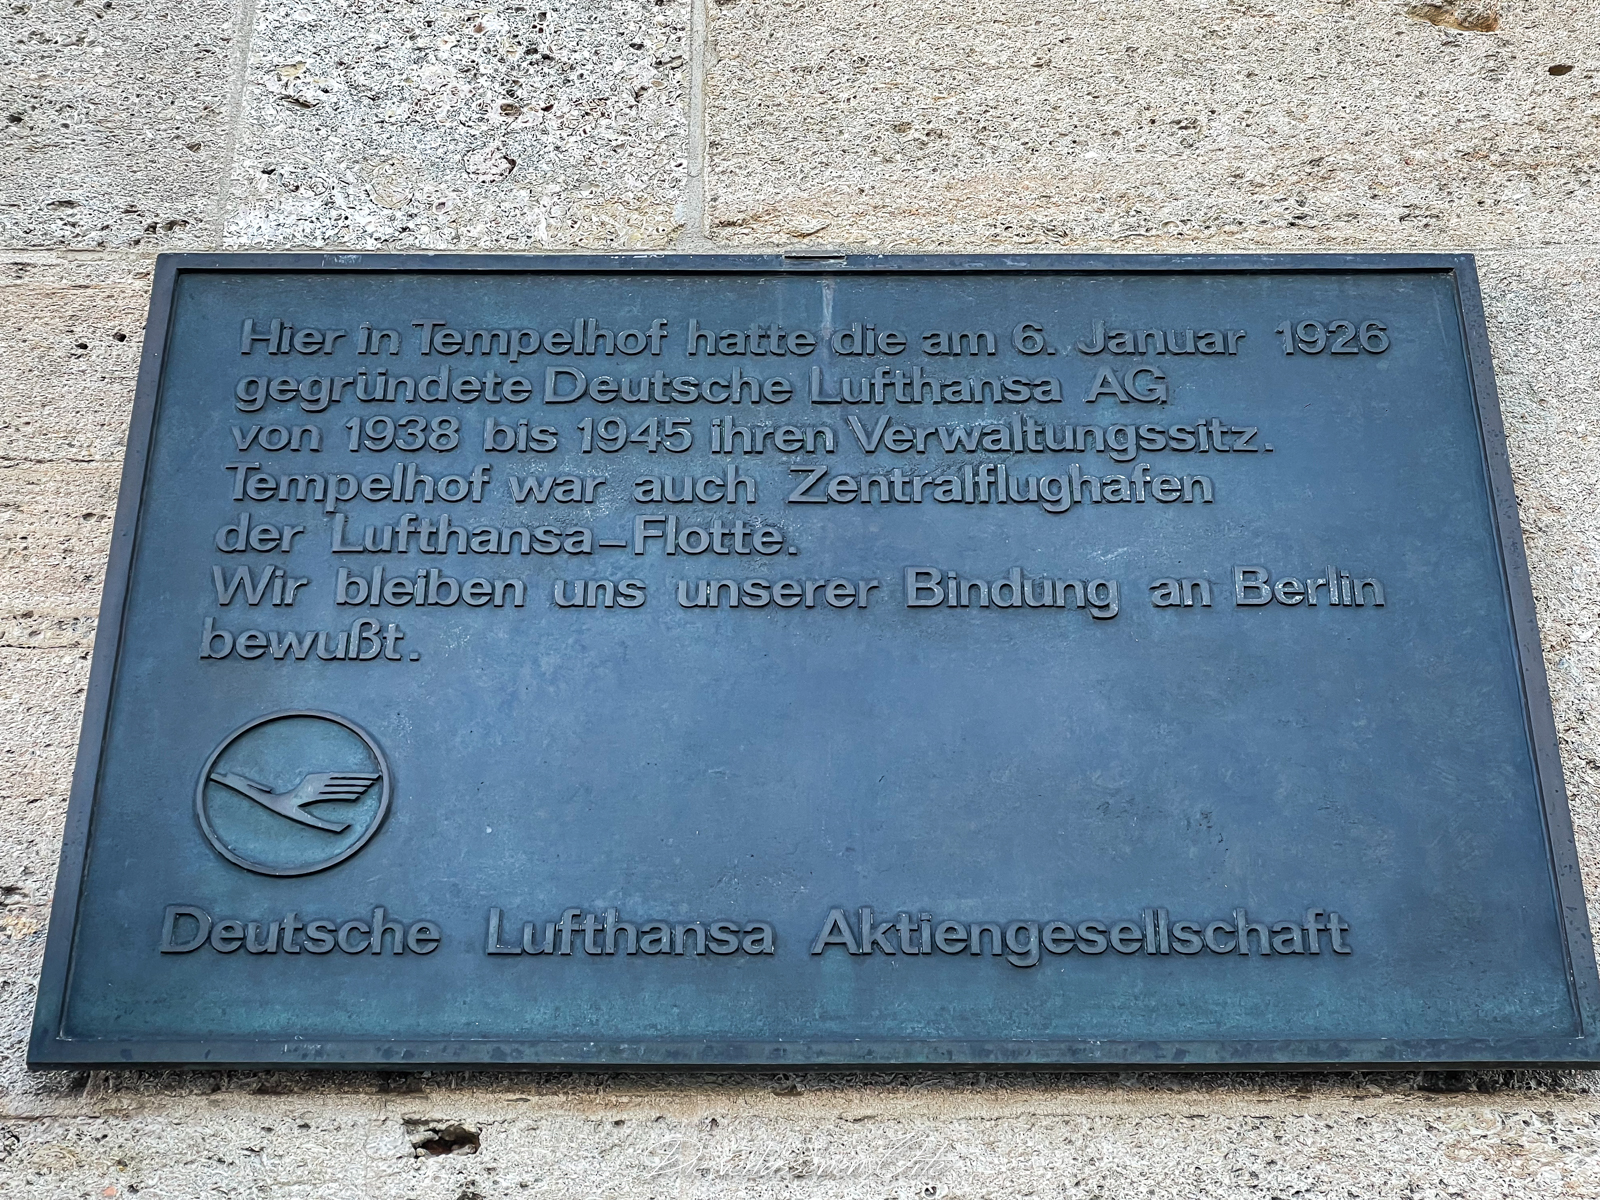 Hier in Tempelhof hatte die am 6. Januar 1926
gegründete Deutsche Lufthansa AG
von 1938 bis 1945 ihren Verwaltungssitz.
Tempelhof war auch Zentralflughafen
der Lufthansa-Flotte.
Wir bleiben uns unserer Bindung an Berlin
bewußt.
Deutsche Lufthansa Aktiengesellschaft